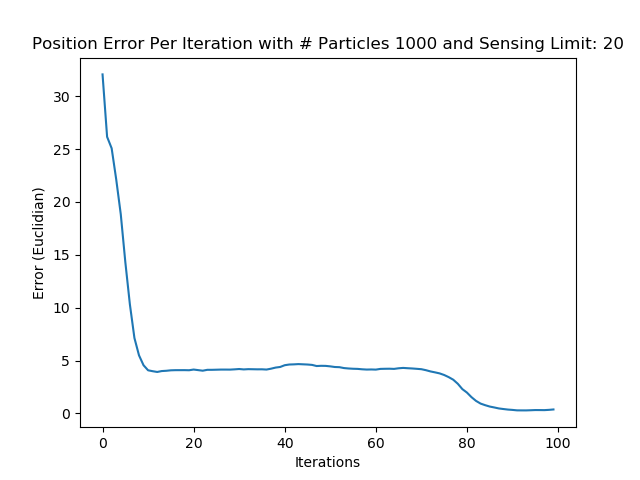 Position Error Per Iteration with # Particles 1000 and Sensing Limit: 20
30
25
20
15
10
5
0
Error (Euclidian)
0 20 40 60 80 100
Iterations